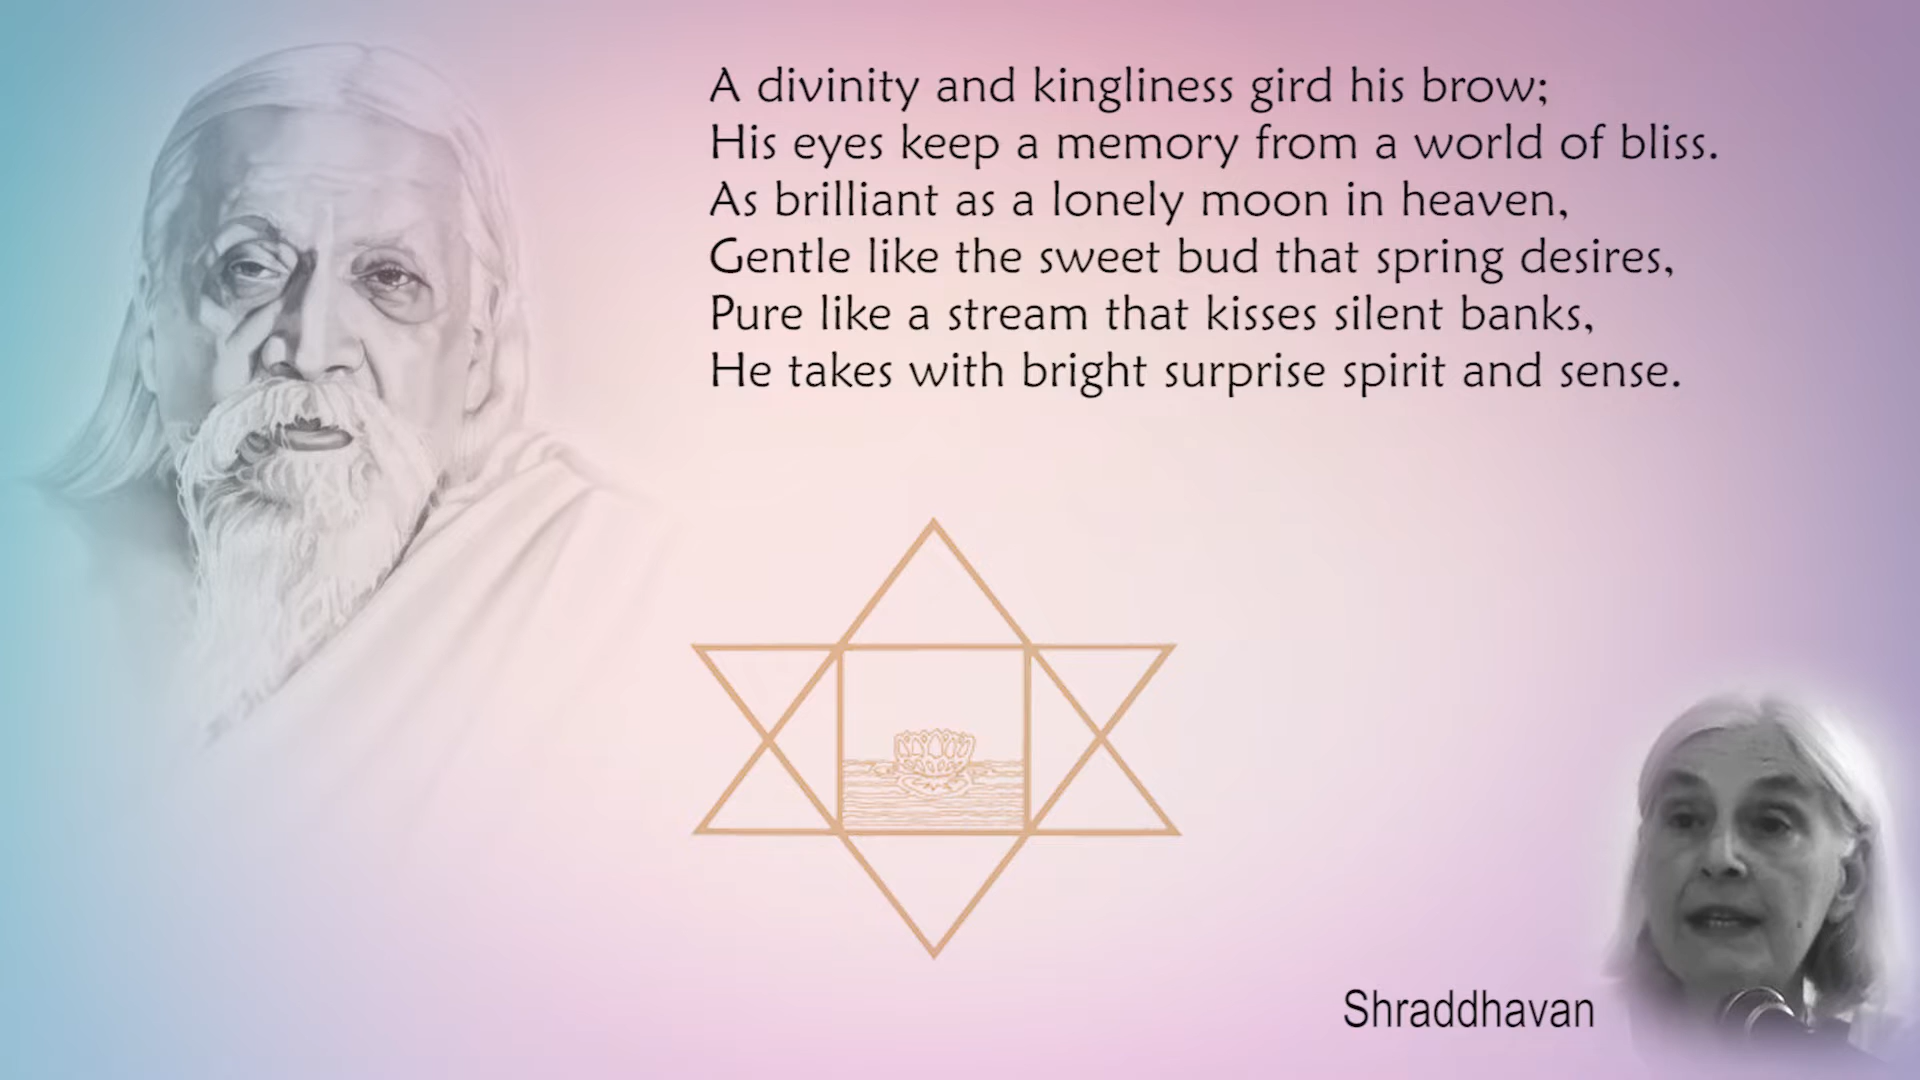 A divinity and kingliness gird his brow;
His eyes keep a memory from a world of bliss.
As brilliant as a lonely moon in heaven,
Gentle like the sweet bud that spring desires,
Pure like a stream that kisses silent banks,
He takes with bright surprise spirit and sense.
Shraddhavan